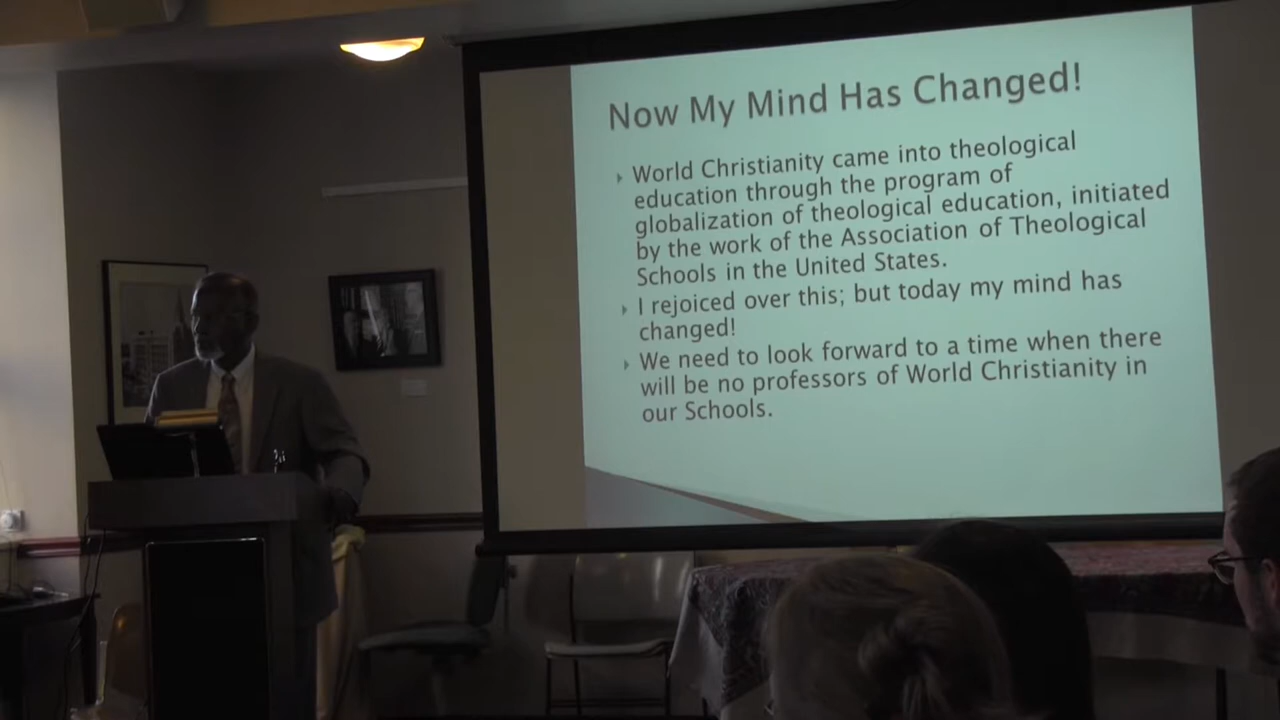 Now My Mind Has Changed!
World Christianity came into theological
education through the program of
globalization of theological education, initiated
by the work of the Association of Theological
Schools in the United States.
I rejoiced over this; but today my mind has
changed!
We need to look forward to a time when there
will be no professors of World Christianity in
our Schools.